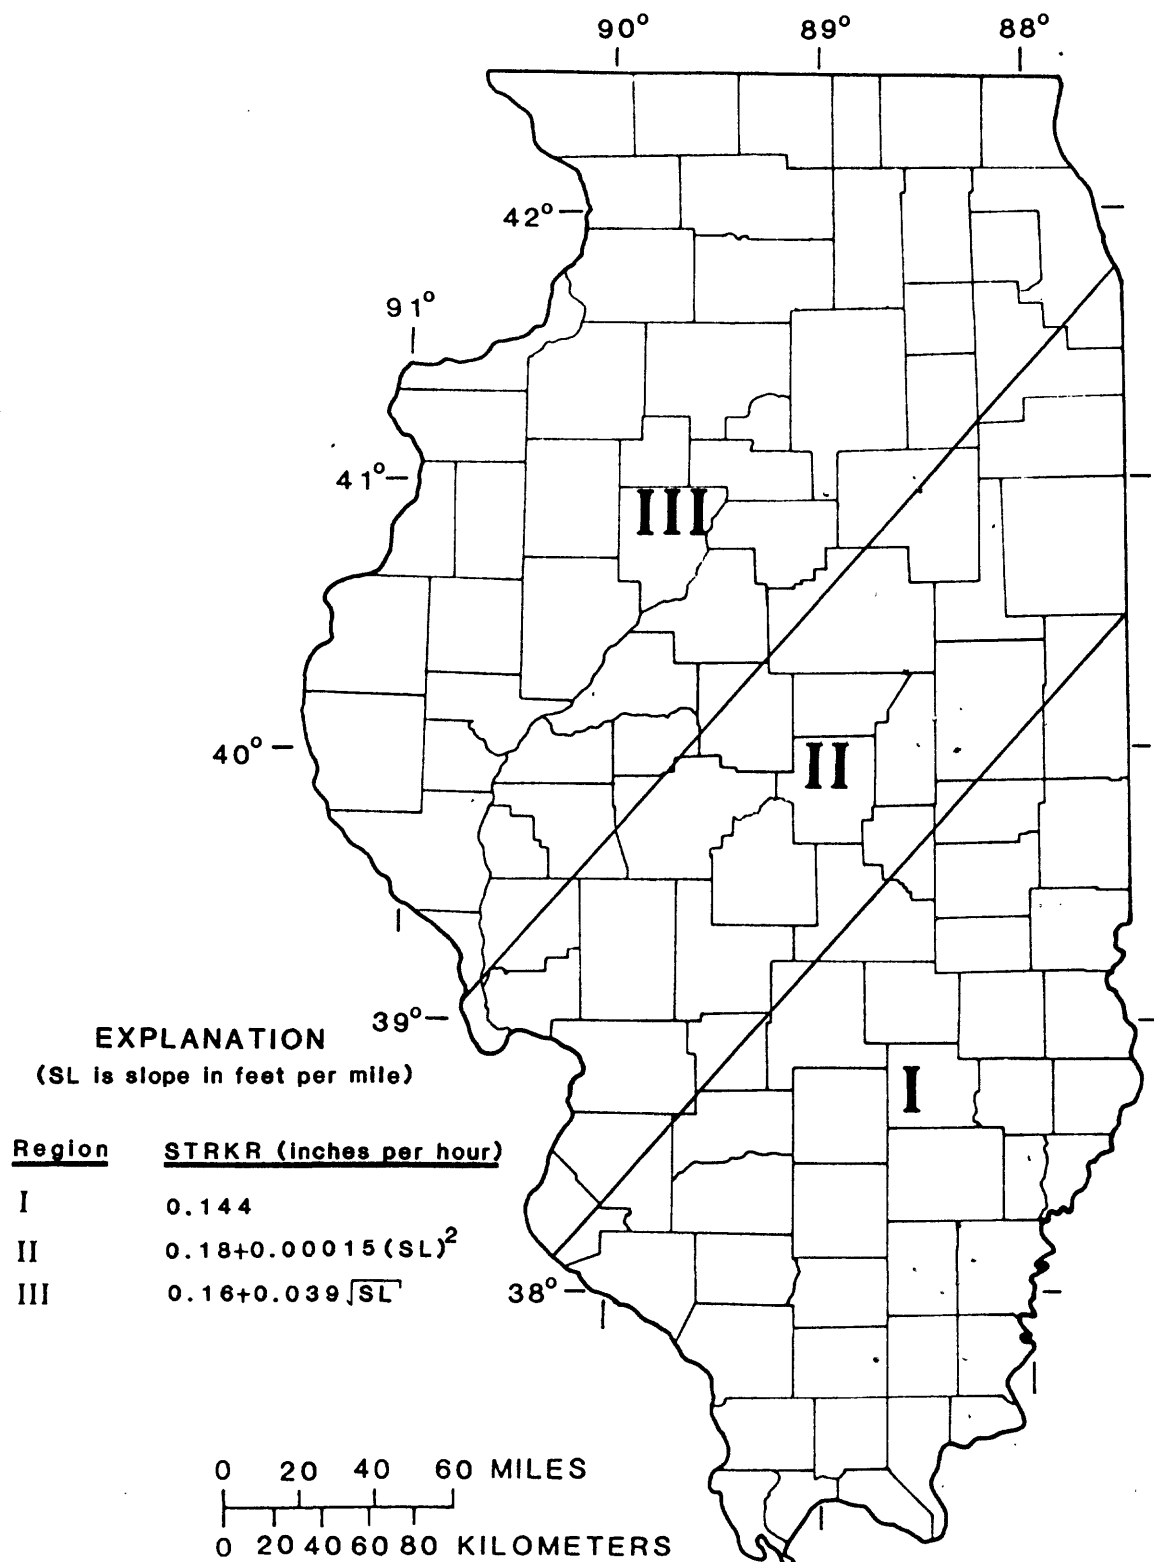 90° 89° 88°
42°
91°
41°
III
40°
II
39°
EXPLANATION
(SL is slope in feet per mile)
I
Region STRKR (inches per hour)
I 0.144
II 0.18+0.00015(SL)²
III 0.16+0.039√SL
38°
0 20 40 60 MILES
0 20 40 60 80 KILOMETERS